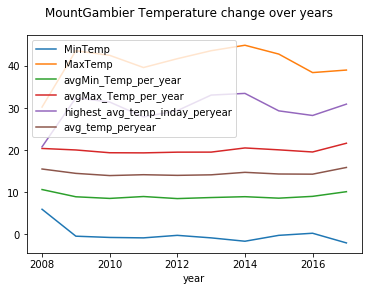 MountGambier Temperature change over years
MinTemp
MaxTemp
avgMin_Temp_per_year
avgMax_Temp_per_year
highest_avg_temp_inday_peryear
avg_temp_peryear
40
30
20
10
0
2008
2010
2012
2014
2016
year